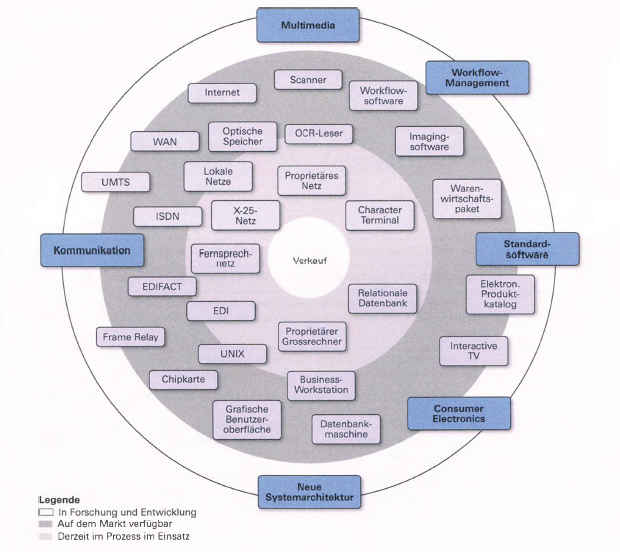 Multimedia
Workflow-
Management
Scanner
Internet
Workflow-
software
Optische
Speicher
OCR-Leser
WAN
Imaging-
software
Lokale
Netze
Proprietäres
Netz
UMTS
Waren-
wirtschafts-
paket
ISDN
X-25-
Netz
Character
Terminal
Kommunikation
Fernsprech-
netz
Verkauf
Standard-
software
EDIFACT
Relationale
Datenbank
Elektron.
Produkt-
katalog
EDI
Frame Relay
Proprietärer
Grossrechner
Interactive
TV
UNIX
Chipkarte
Business-
Workstation
Grafische
Benutzer-
oberfläche
Datenbank-
maschine
Consumer
Electronics
Neue
Systemarchitektur
Legende
In Forschung und Entwicklung
Auf dem Markt verfügbar
Derzeit im Prozess im Einsatz